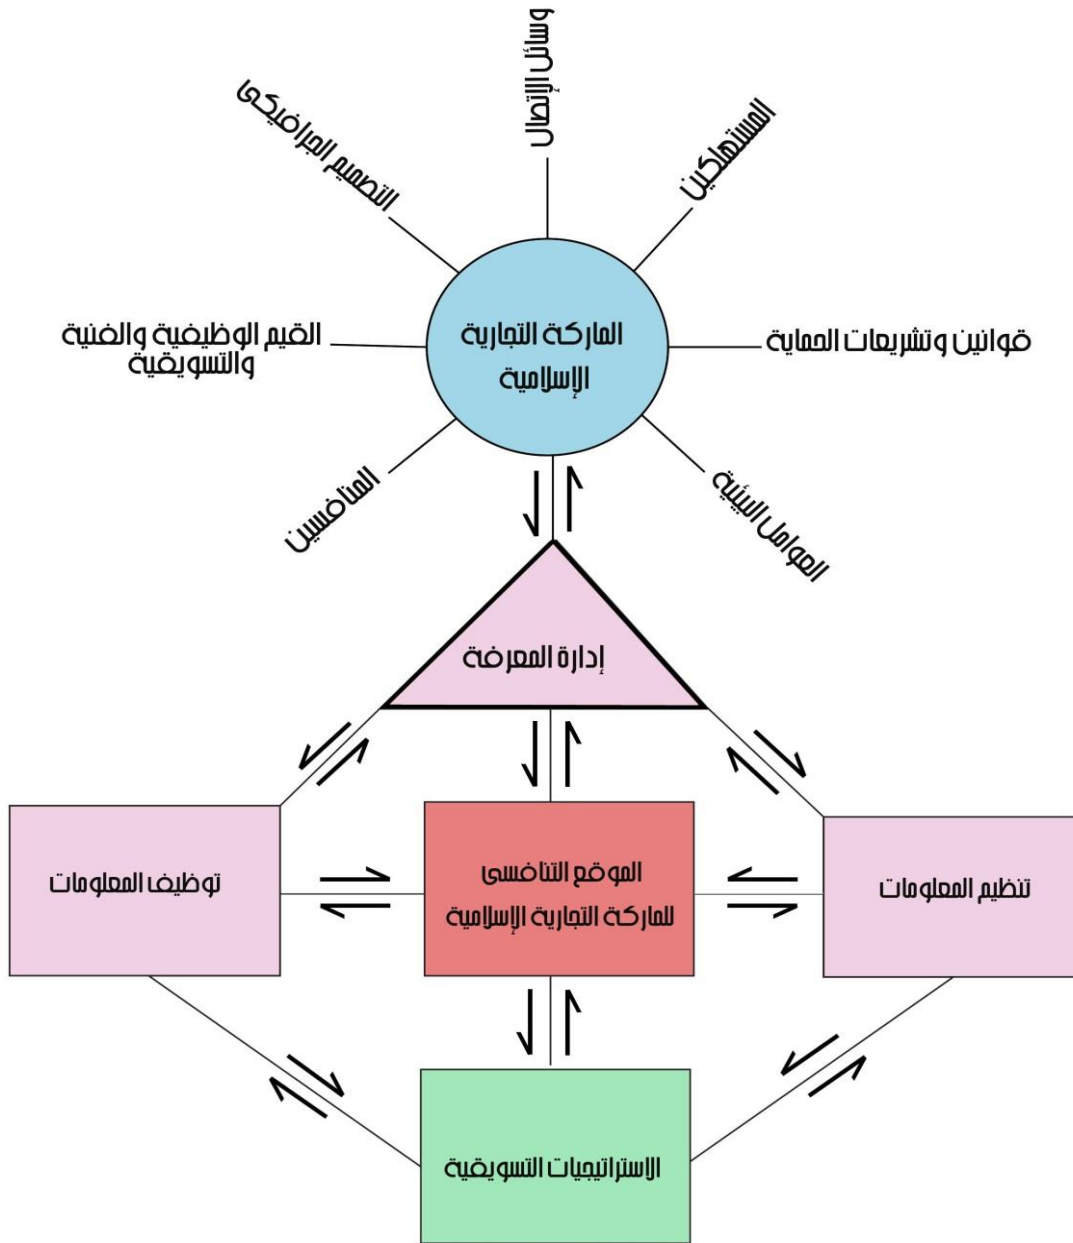 وسائل الإتصال
المستهلكين
التصميم الجرافيكى
الماركة التجارية
الإسلامية
قوانين وتشريعات الحماية
القيم الوظيفية والفنية
والتسويقية
المنافسين
العوامل البيئية
إدارة المعرفة
تنظيم المعلومات
الموقع التنافسى
للماركة التجارية الإسلامية
توظيف المعلومات
الاستراتيجيات التسويقية